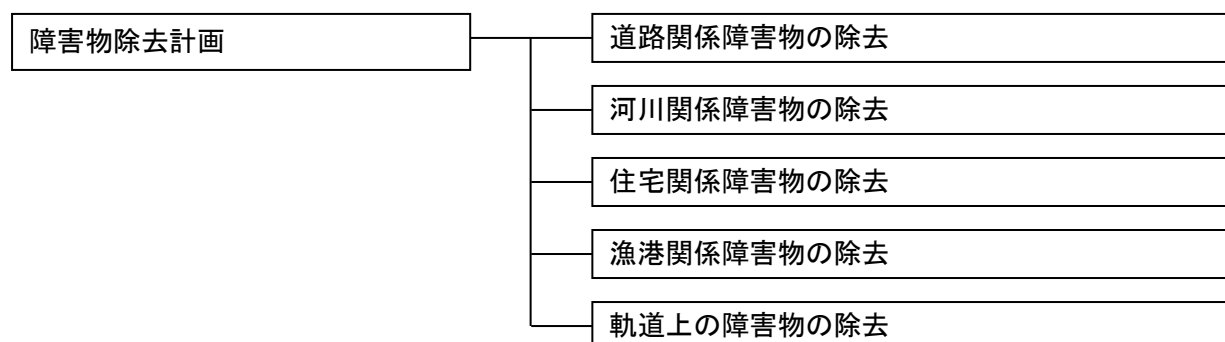 障害物除去計画
道路関係障害物の除去
河川関係障害物の除去
住宅関係障害物の除去
漁港関係障害物の除去
軌道上の障害物の除去